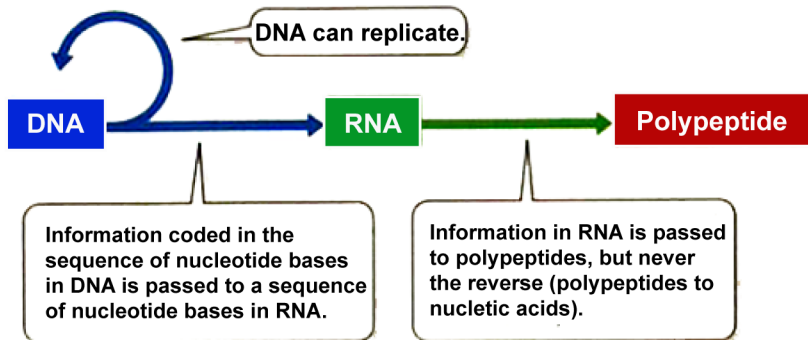 DNA can replicate.
DNA
RNA
Polypeptide
Information coded in the
sequence of nucleotide bases
in DNA is passed to a sequence
of nucleotide bases in RNA.
Information in RNA is passed
to polypeptides, but never
the reverse (polypeptides to
nucletic acids).